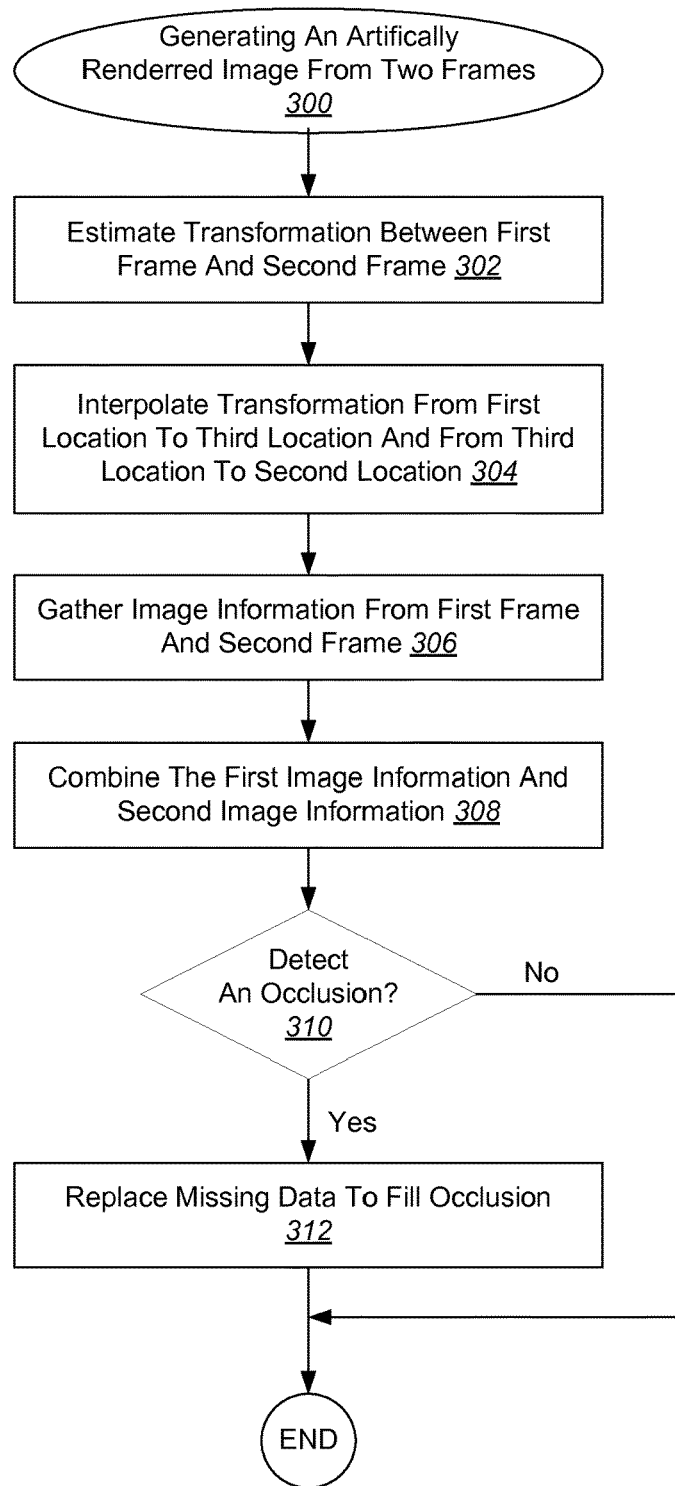 Generating An Artifically
Renderred Image From Two Frames
300
Estimate Transformation Between First
Frame And Second Frame 302
Interpolate Transformation From First
Location To Third Location And From Third
Location To Second Location 304
Gather Image Information From First Frame
And Second Frame 306
Combine The First Image Information And
Second Image Information 308
Detect
An Occlusion?
310
No
Yes
Replace Missing Data To Fill Occlusion
312
END